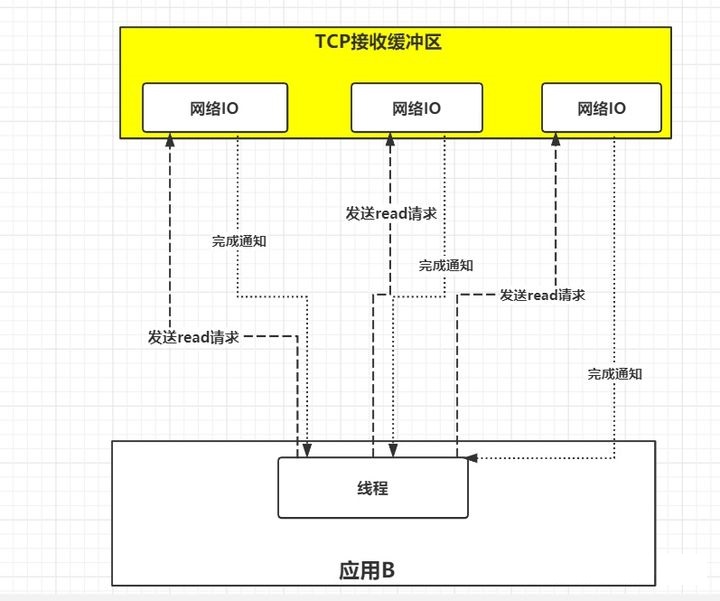 TCP接收缓冲区
网络IO
网络IO
网络IO
发送read请求
完成通知
完成通知
发送read请求
发送read请求
完成通知
线程
应用B